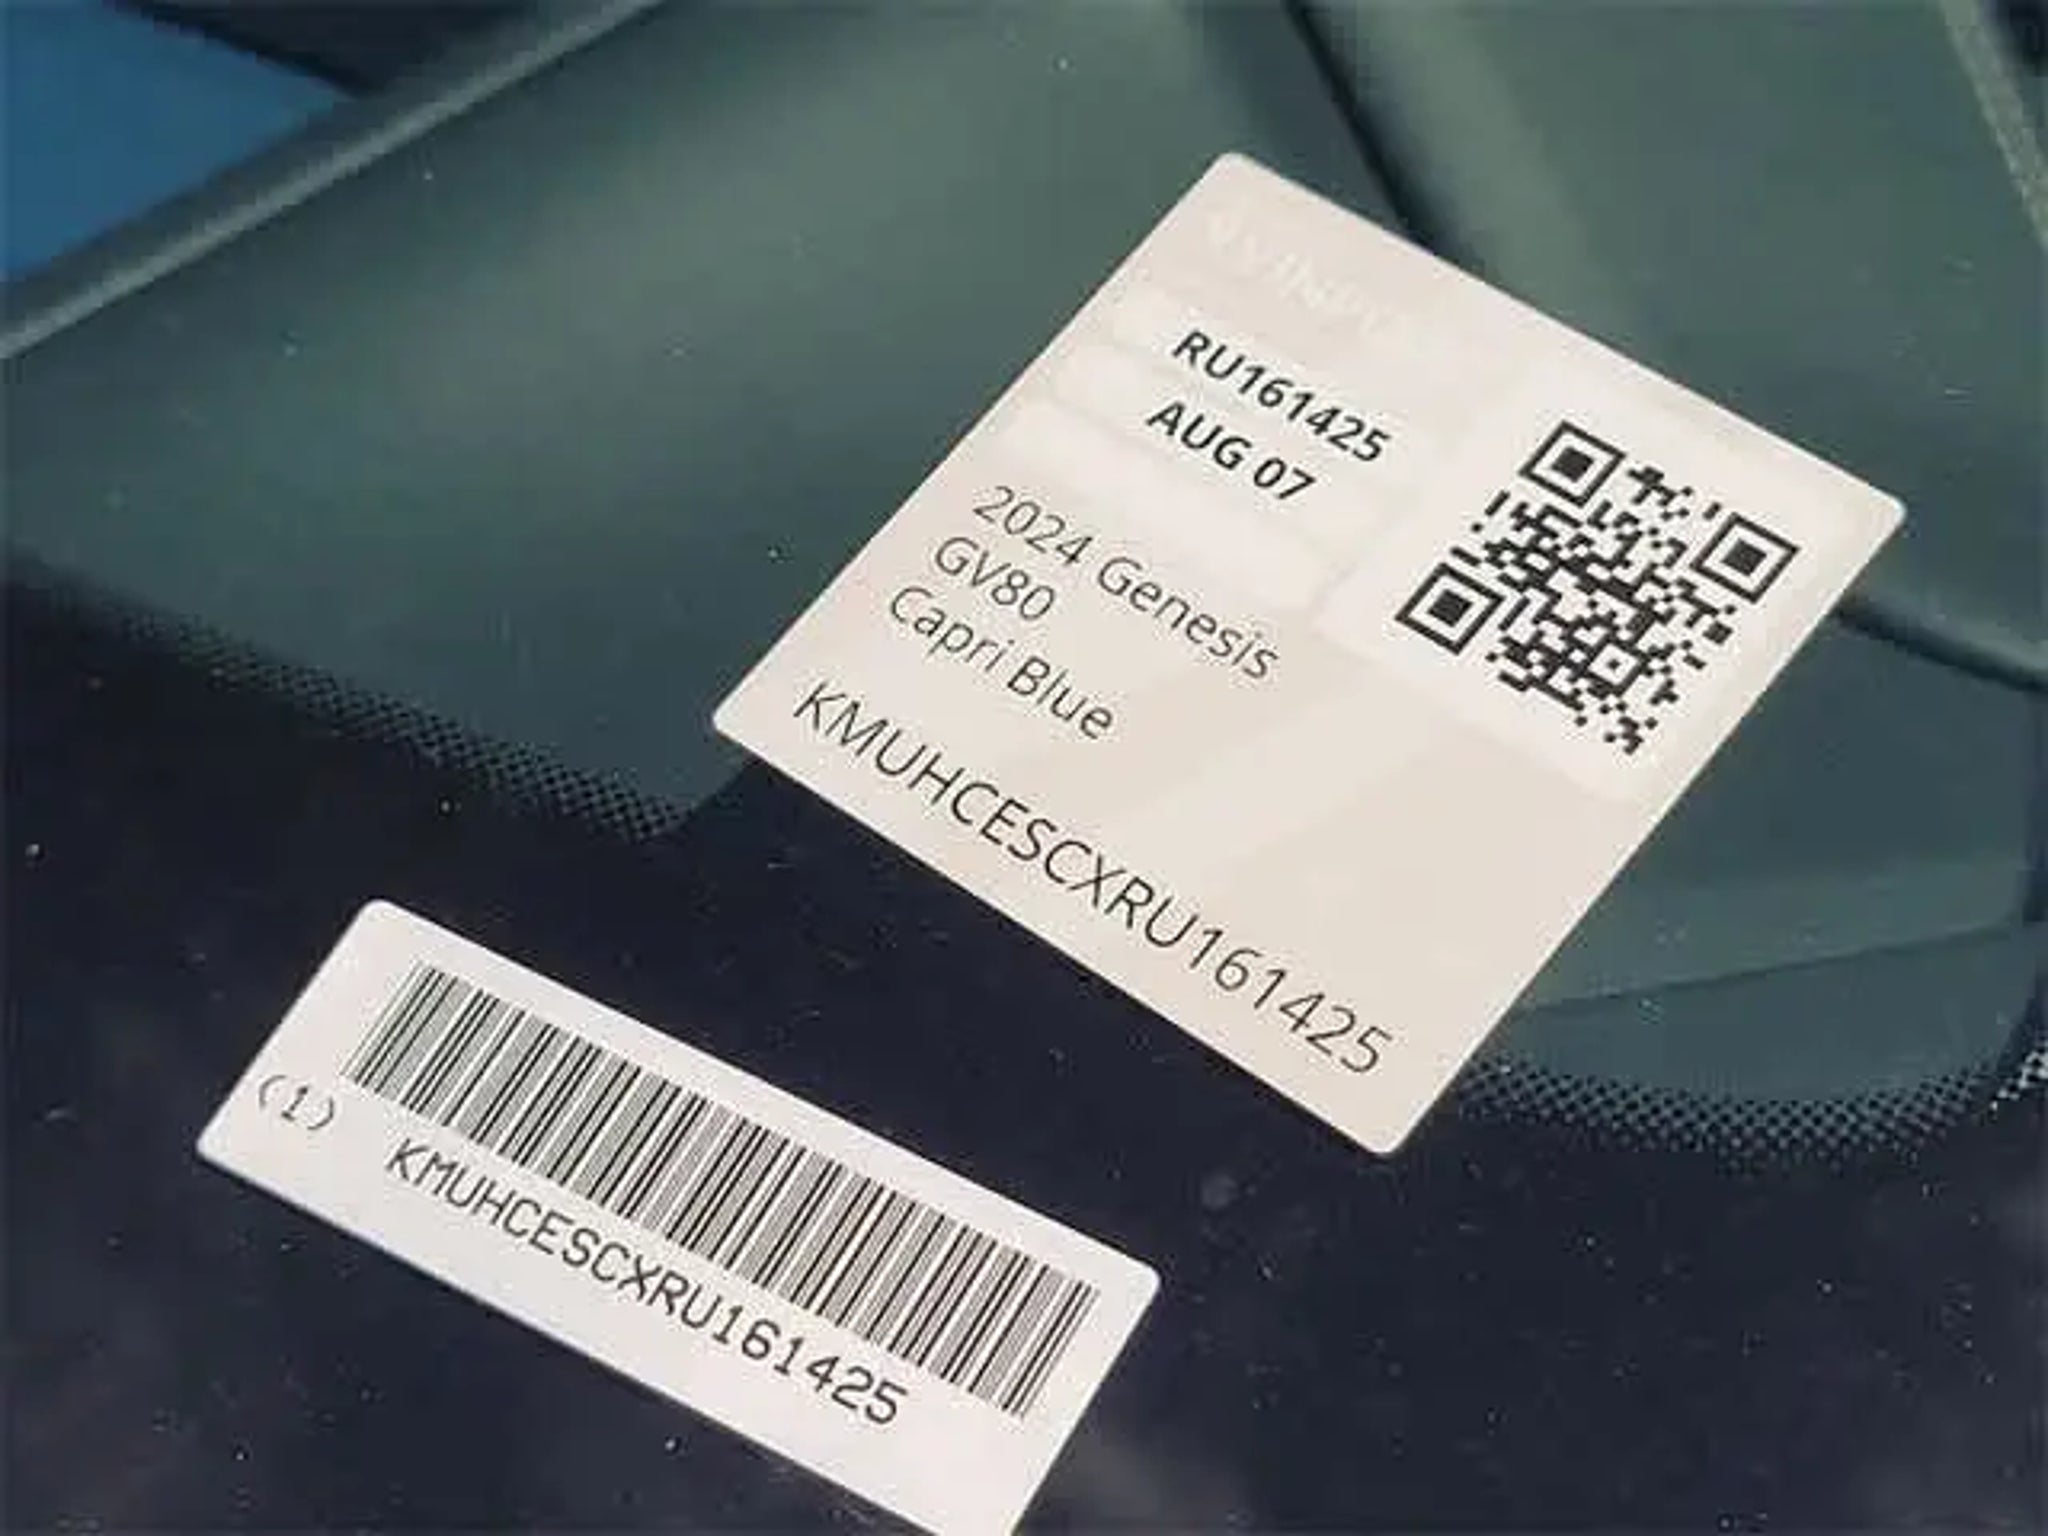 RU161425
AUG 07
2024 Genesis
GV80
Capri Blue
KMUHCESCXRU161425
(1)
KMUHCESCXRU161425